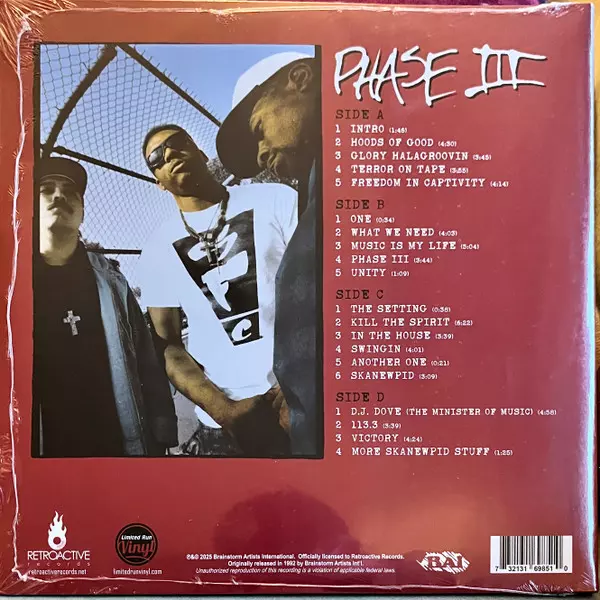 PHASE III
SIDE A
1 INTRO (1:46)
2 HOODS OF GOOD (4:50)
3 GLORY HALAGROOVIN (3:45)
4 TERROR ON TAPE (3:55)
5 FREEDOM IN CAPTIVITY (4:14)
SIDE B
1 ONE (0:34)
2 WHAT WE NEED (4:03)
3 MUSIC IS MY LIFE (5:04)
4 PHASE III (3:44)
5 UNITY (1:09)
SIDE C
1 THE SETTING (0:38)
2 KILL THE SPIRIT (6:22)
3 IN THE HOUSE (3:39)
4 SWINGIN (4:01)
5 ANOTHER ONE (0:21)
6 SKANEWPID (3:09)
SIDE D
1 D.J. DOVE (THE MINISTER OF MUSIC) (4:58)
2 113.3 (3:39)
3 VICTORY (4:24)
4 MORE SKANEWPID STUFF (1:25)
RETROACTIVE
records
retroactiverecords.net
Limited Run
Vinyl
limitedrunvinyl.com
℗&© 2025 Brainstorm Artists International. Officially licensed to Retroactive Records.
Originally released in 1992 by Brainstorm Artists Int'l.
Unauthorized reproduction of this recording is a violation of applicable federal laws.
BAI
7 32131 69851 0